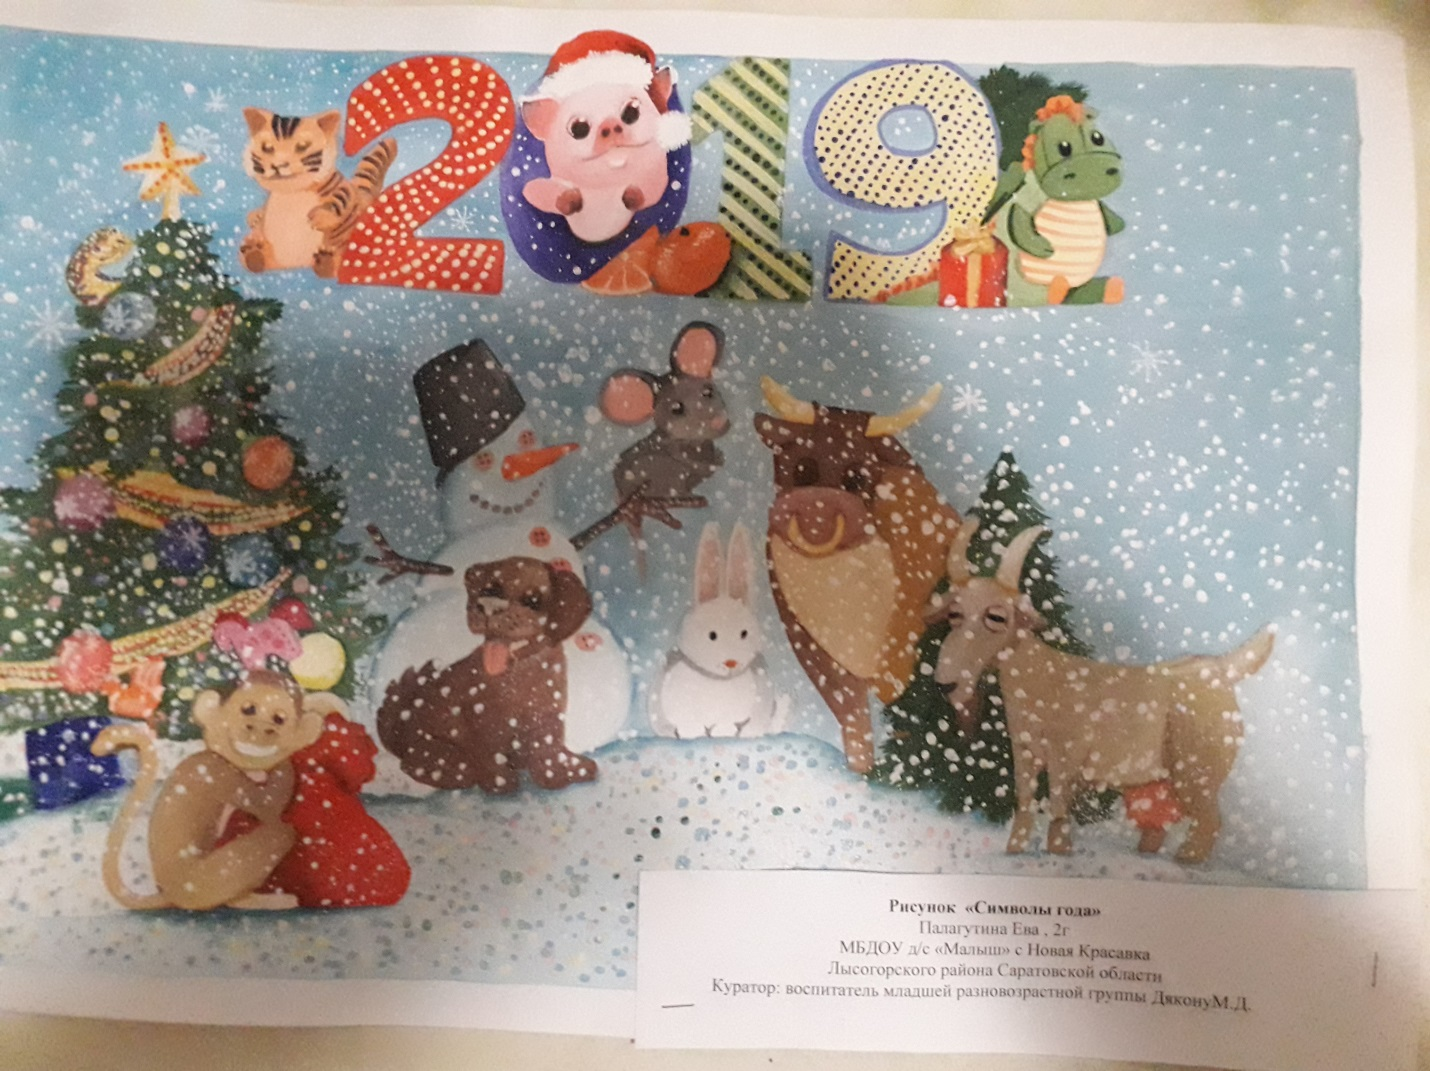 2019
Рисунок «Символы года»
Палагутина Ева , 2г
МБДОУ д/с «Малыш» с Новая Красавка
Лысогорского района Саратовской области
Куратор: воспитатель младшей разновозрастной группы ДяконуМ.Д.